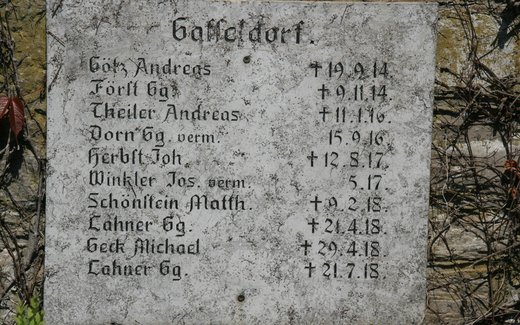 Gasseldorf.
Götz Andreas †19.9.14.
Först Gg. †9.11.14.
Theiler Andreas †11.1.16.
Dorn Gg. verm. 15.9.16.
Herbst Joh. †12.8.17.
Winkler Jos. verm. 5.17.
Schönstein Matth. †9.2.18.
Lahner Gg. †21.4.18.
Geck Michael †29.4.18.
Lahner Gg. †21.7.18.